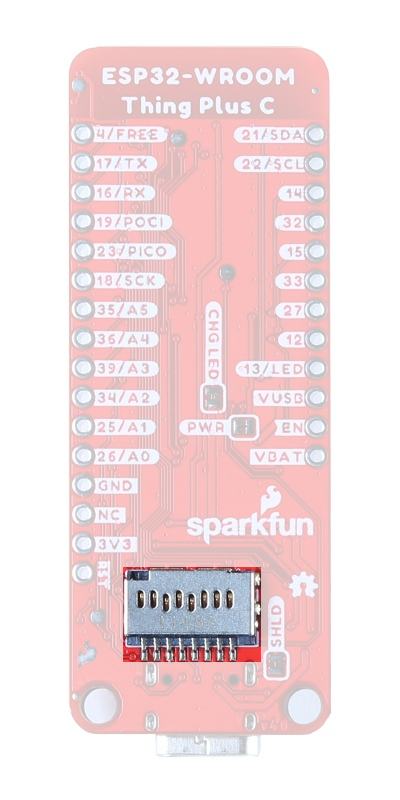 ESP32-WROOM
Thing Plus C
4/FREE
21/SDA
17/TX
22/SCL
16/RX
14
19/POCI
32
23/PICO
15
18/SCK
33
35/A5
27
36/A4
12
39/A3
13/LED
34/A2
VUSB
25/A1
EN
26/A0
VBAT
CHG LED
PWR
GND
NC
3V3
RST
sparkfun
SHLD